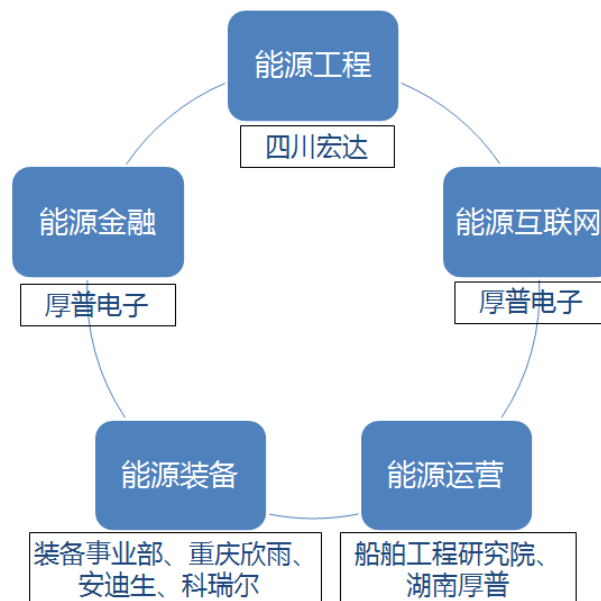 能源工程
四川宏达
能源金融
厚普电子
能源互联网
厚普电子
能源装备
装备事业部、重庆欣雨、
安迪生、科瑞尔
能源运营
船舶工程研究院、
湖南厚普